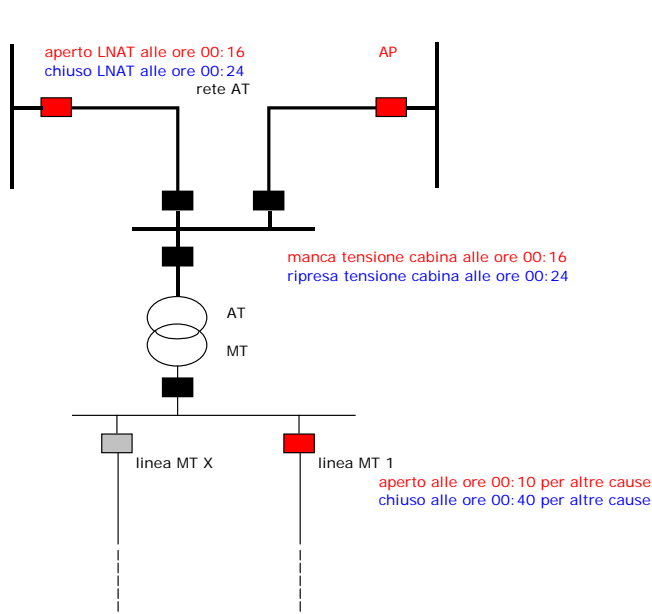 aperto LNAT alle ore 00:16
chiuso LNAT alle ore 00:24
rete AT
AP
manca tensione cabina alle ore 00:16
ripresa tensione cabina alle ore 00:24
AT
MT
linea MT X
linea MT 1
aperto alle ore 00:10 per altre cause
chiuso alle ore 00:40 per altre cause